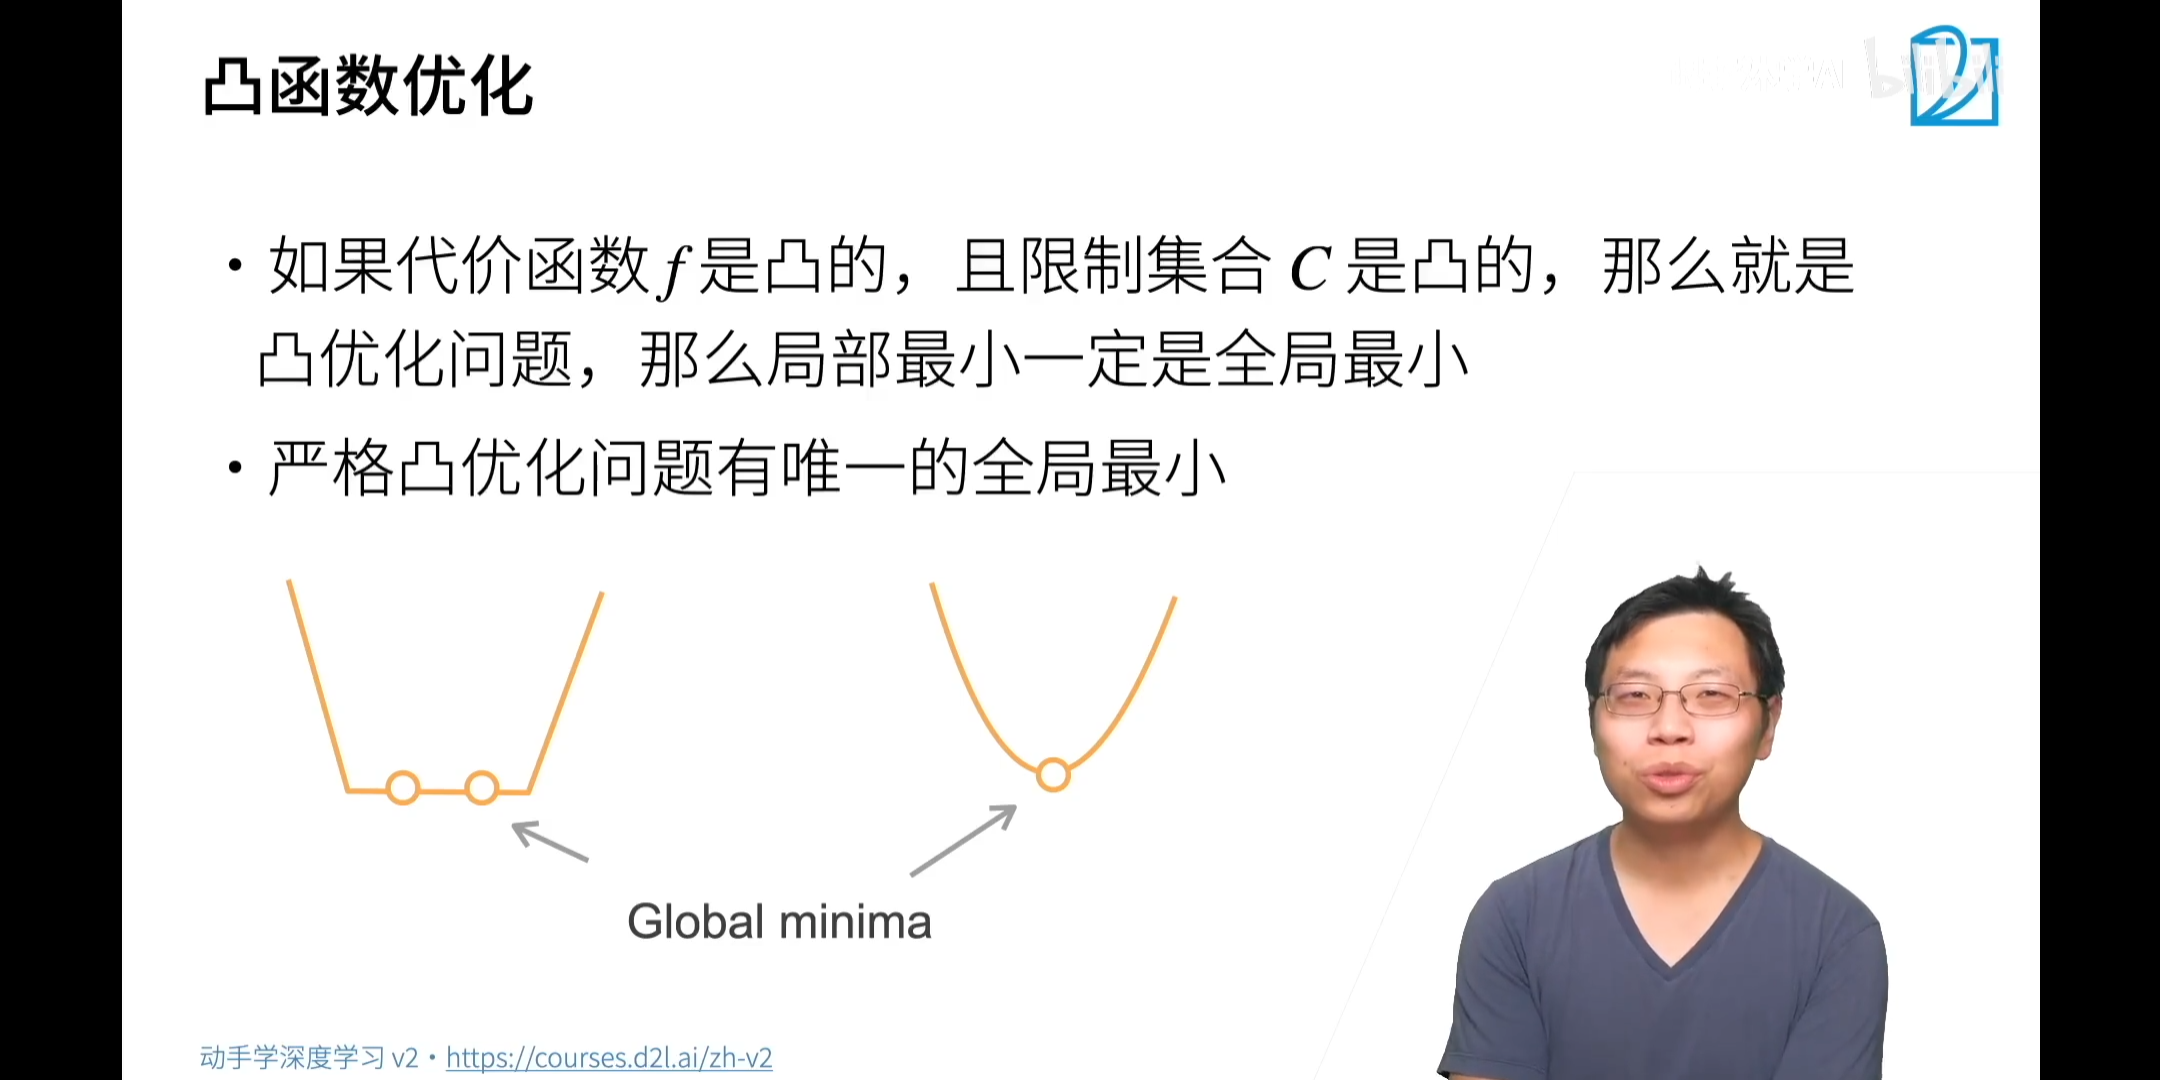 凸函数优化
bilibili
• 如果代价函数 f 是凸的，且限制集合 C 是凸的，那么就是
凸优化问题，那么局部最小一定是全局最小
• 严格凸优化问题有唯一的全局最小
Global minima
动手学深度学习 v2 • https://courses.d2l.ai/zh-v2